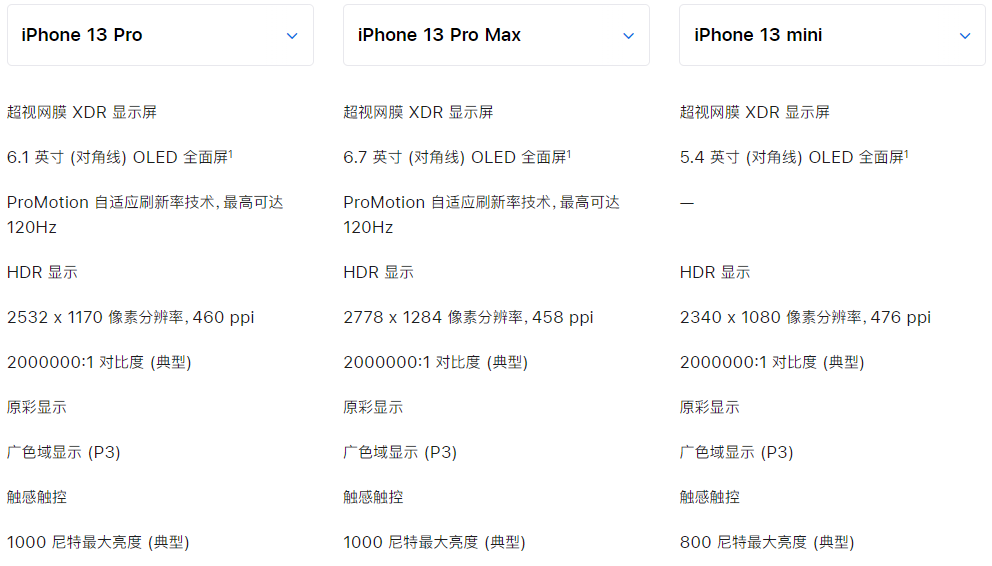 iPhone 13 Pro
iPhone 13 Pro Max
iPhone 13 mini
超视网膜 XDR 显示屏
超视网膜 XDR 显示屏
超视网膜 XDR 显示屏
6.1 英寸 (对角线) OLED 全面屏¹
6.7 英寸 (对角线) OLED 全面屏¹
5.4 英寸 (对角线) OLED 全面屏¹
ProMotion 自适应刷新率技术，最高可达
120Hz
ProMotion 自适应刷新率技术，最高可达
120Hz
—
HDR 显示
HDR 显示
HDR 显示
2532 x 1170 像素分辨率，460 ppi
2778 x 1284 像素分辨率，458 ppi
2340 x 1080 像素分辨率，476 ppi
2000000:1 对比度 (典型)
2000000:1 对比度 (典型)
2000000:1 对比度 (典型)
原彩显示
原彩显示
原彩显示
广色域显示 (P3)
广色域显示 (P3)
广色域显示 (P3)
触感触控
触感触控
触感触控
1000 尼特最大亮度 (典型)
1000 尼特最大亮度 (典型)
800 尼特最大亮度 (典型)